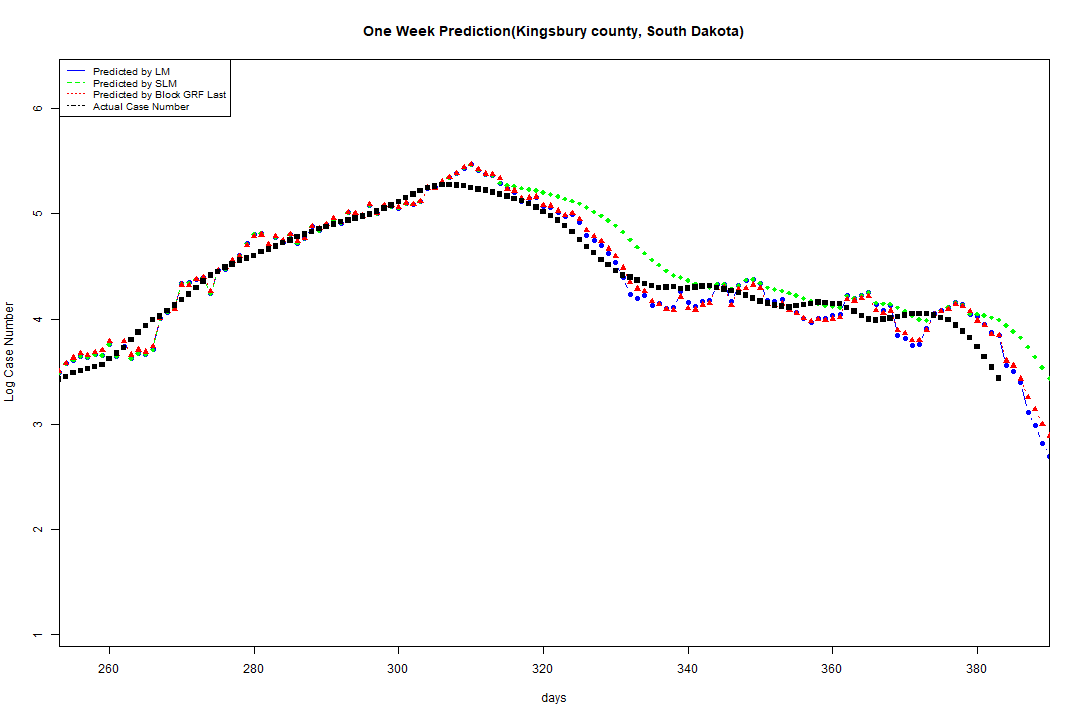 One Week Prediction(Kingsbury county, South Dakota)
Predicted by LM
Predicted by SLM
Predicted by Block GRF Last
Actual Case Number
6
5
4
3
2
1
Log Case Number
260 280 300 320 340 360 380
days